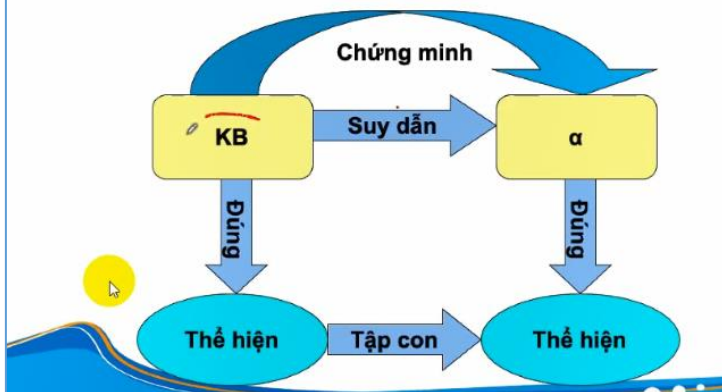 Chứng minh
KB
Suy dẫn
α
Đúng
Đúng
Thể hiện
Tập con
Thể hiện